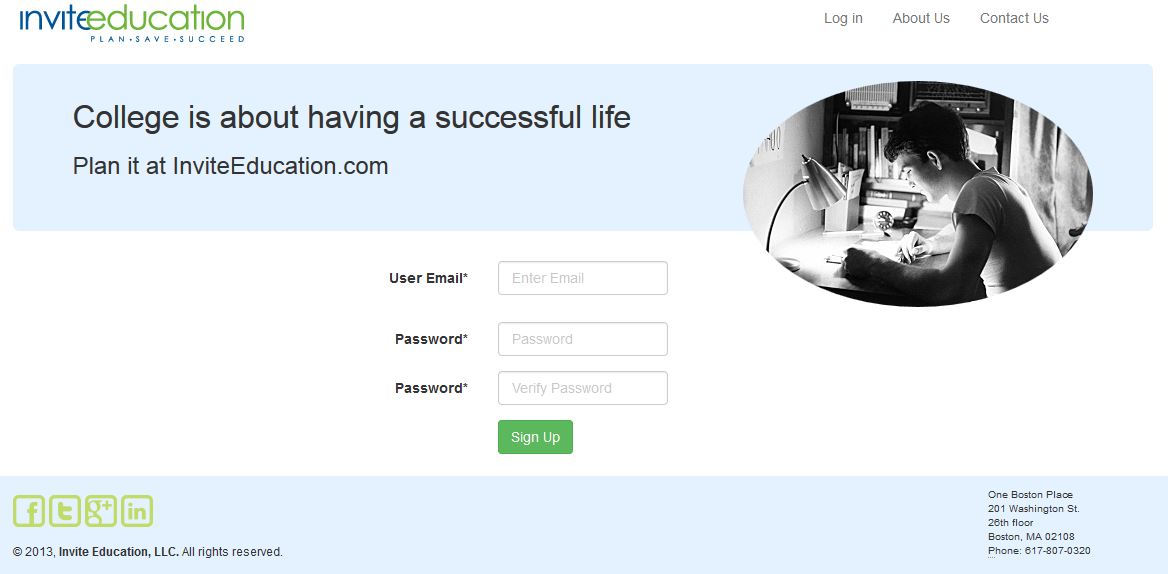 inviteeducation
PLAN•SAVE•SUCCEED
Log in About Us Contact Us
College is about having a successful life
Plan it at InviteEducation.com
User Email* Enter Email
Password* Password
Password* Verify Password
Sign Up
f t g+ in
© 2013, Invite Education, LLC. All rights reserved.
One Boston Place
201 Washington St.
26th floor
Boston, MA 02108
Phone: 617-807-0320